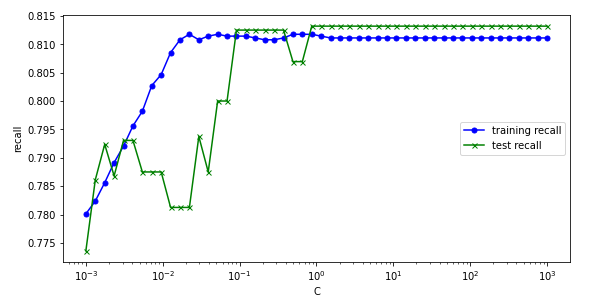 0.815
0.810
0.805
0.800
0.795
0.790
0.785
0.780
0.775
recall
training recall
test recall
10⁻³ 10⁻² 10⁻¹ 10⁰ 10¹ 10² 10³
C